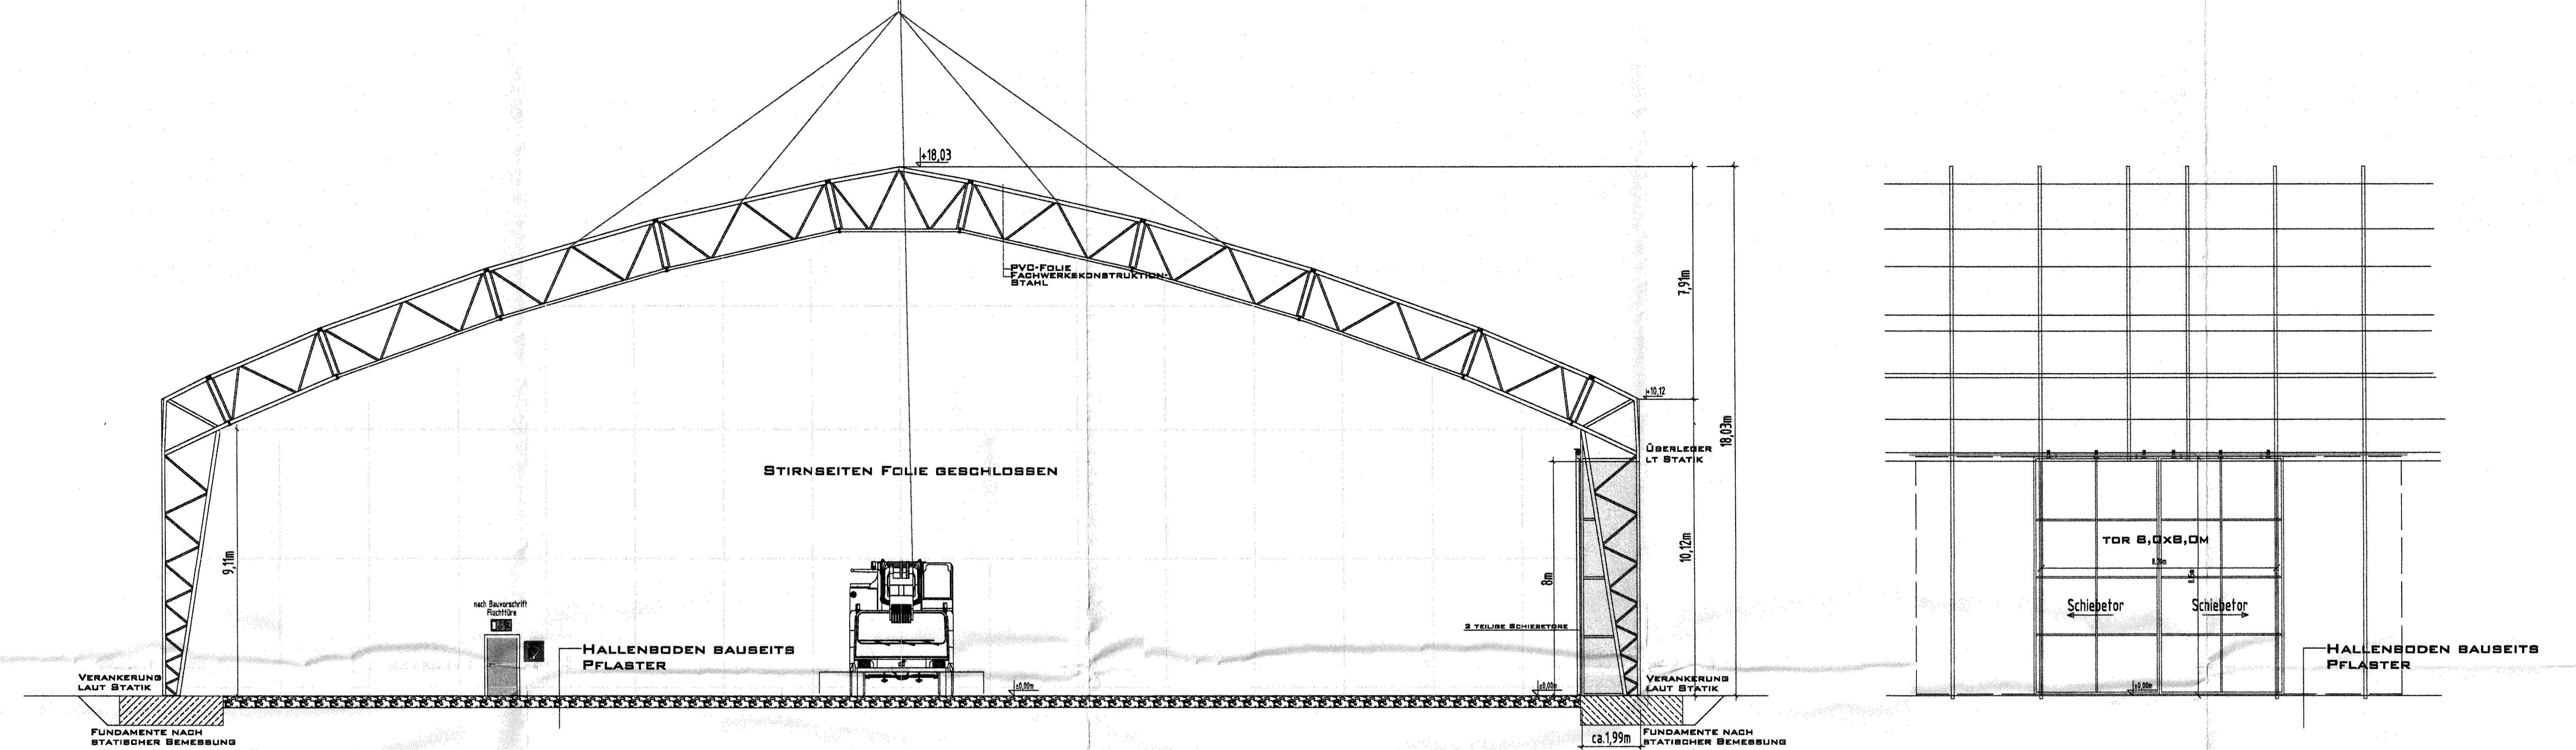 +18,03
PVC-FOLIE
FACHWERKSKONSTRUKTION-
STAHL
7,91m
18,03m
+10,12
ÜBERLEGER
LT STATIK
STIRNSEITEN FOLIE GESCHLOSSEN
9,11m
8m
10,12m
nach Bauvorschrift
Fluchttüre
2 TEILIGE SCHIEBETORE
HALLENBODEN BAUSEITS
PFLASTER
VERANKERUNG
LAUT STATIK
±0,00m
±0,00m
VERANKERUNG
LAUT STATIK
FUNDAMENTE NACH
STATISCHER BEMESSUNG
ca.1,99m
FUNDAMENTE NACH
STATISCHER BEMESSUNG
TOR 8,0X8,0M
Schiebetor
Schiebetor
HALLENBODEN BAUSEITS
PFLASTER
±0,00m